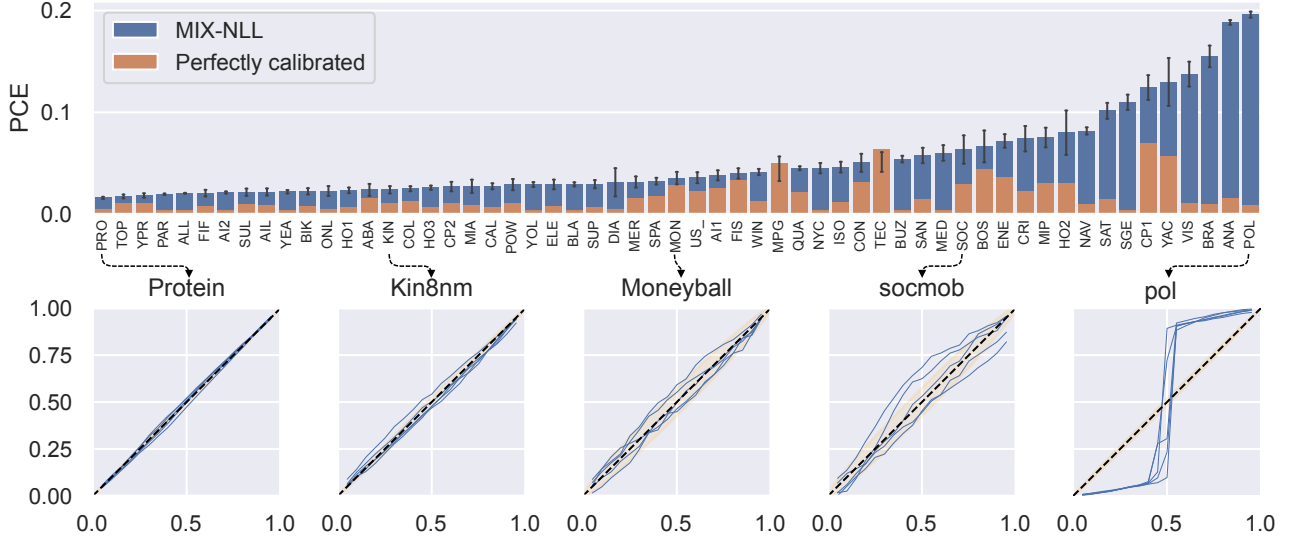 0.2
MIX-NLL
Perfectly calibrated
PCE
0.1
0.0
PRO TOP YPR PAR ALL FIF AI2 SUL AIL YEA BIK ONL HO1 ABA KIN COL HO3 CP2 MIA CAL POW YOL ELE BLA SUP DIA MER SPA MON US_ AI1 FIS WIN MPG QUA NYC ISO CON TEC BUZ SAN MED SOC BOS ENE CRI MIP HO2 NAV SAT SGE CP1 YAC VIS BRA ANA POL
Protein Kin8nm Moneyball socmob pol
1.00
0.75
0.50
0.25
0.00
0.0 0.5 1.0 0.0 0.5 1.0 0.0 0.5 1.0 0.0 0.5 1.0 0.0 0.5 1.0